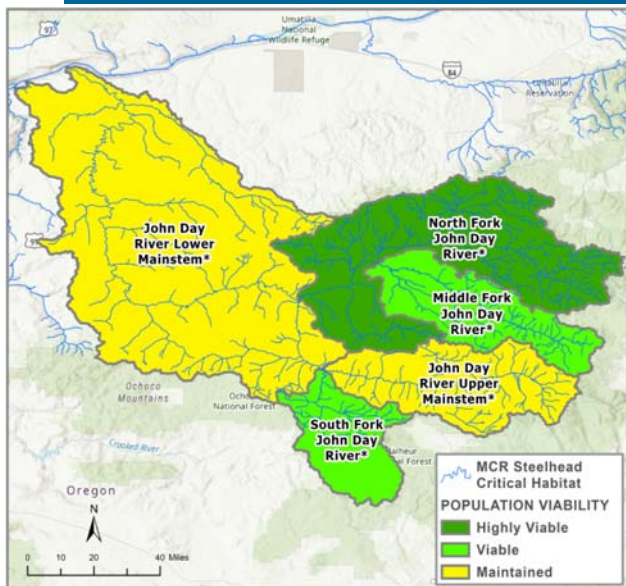 97
Umatilla
National
Wildlife Refuge
84
Reservation
John Day
River Lower
Mainstem*
North Fork
John Day
River*
Middle Fork
John Day
River*
John Day
River Upper
Mainstem*
South Fork
John Day
River*
Ochoco
Mountains
National Forest
Crooked River
Oregon
N
0 10 20 40 Miles
MCR Steelhead
Critical Habitat
POPULATION VIABILITY
Highly Viable
Viable
Maintained